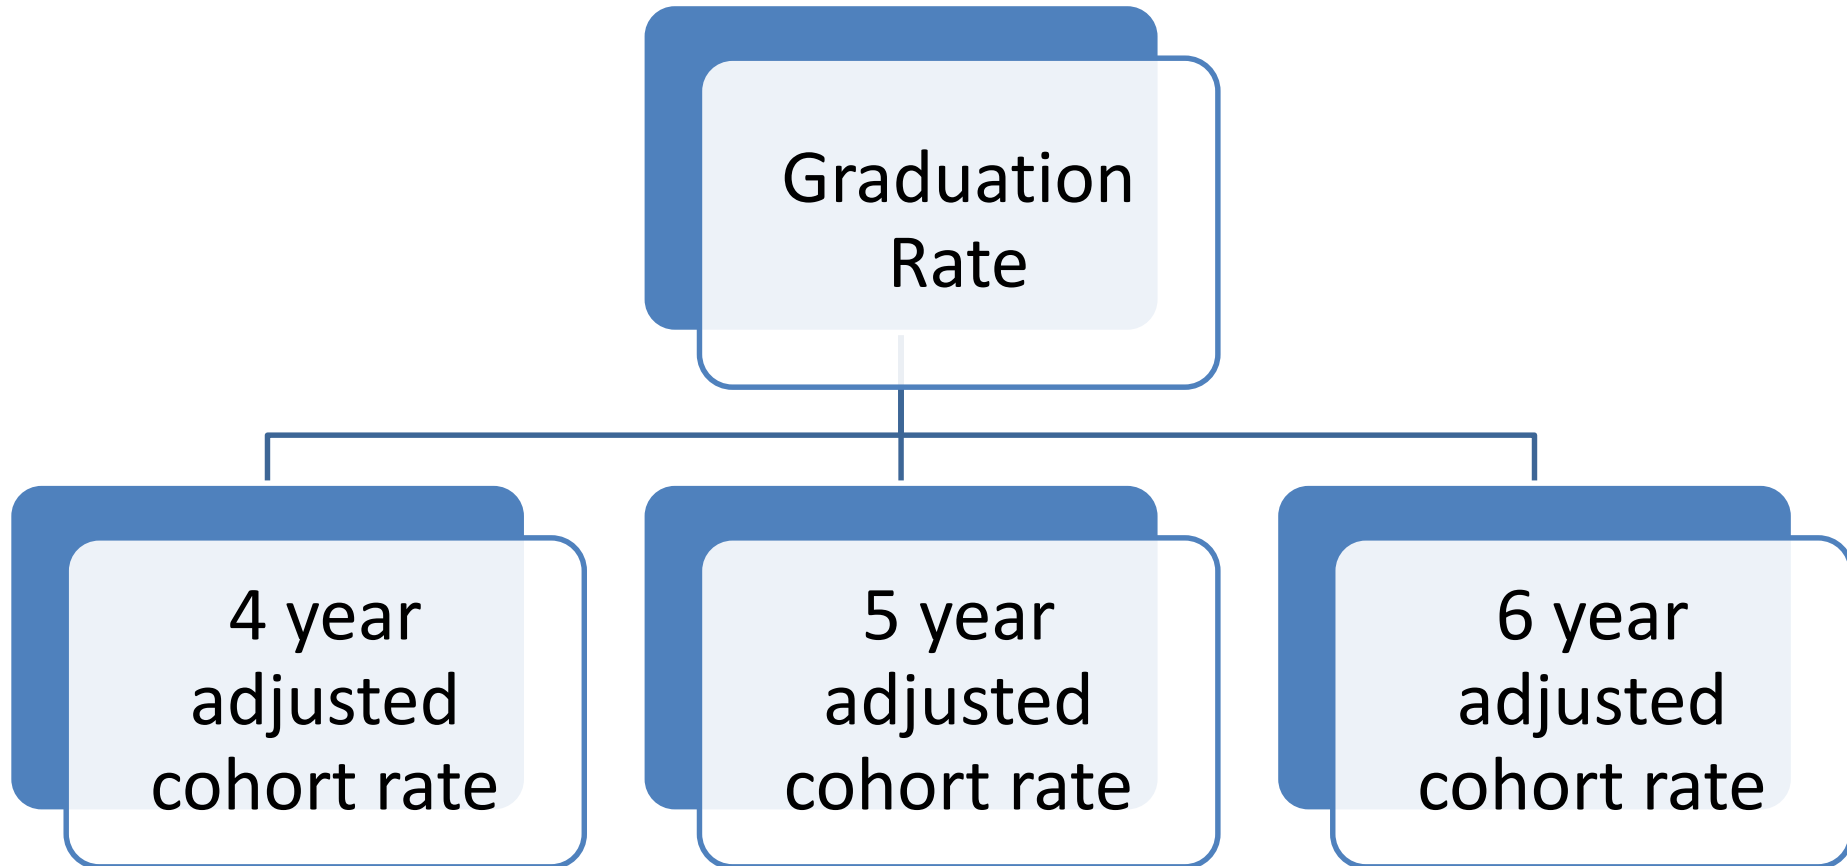 Graduation
Rate
4 year
adjusted
cohort rate
5 year
adjusted
cohort rate
6 year
adjusted
cohort rate